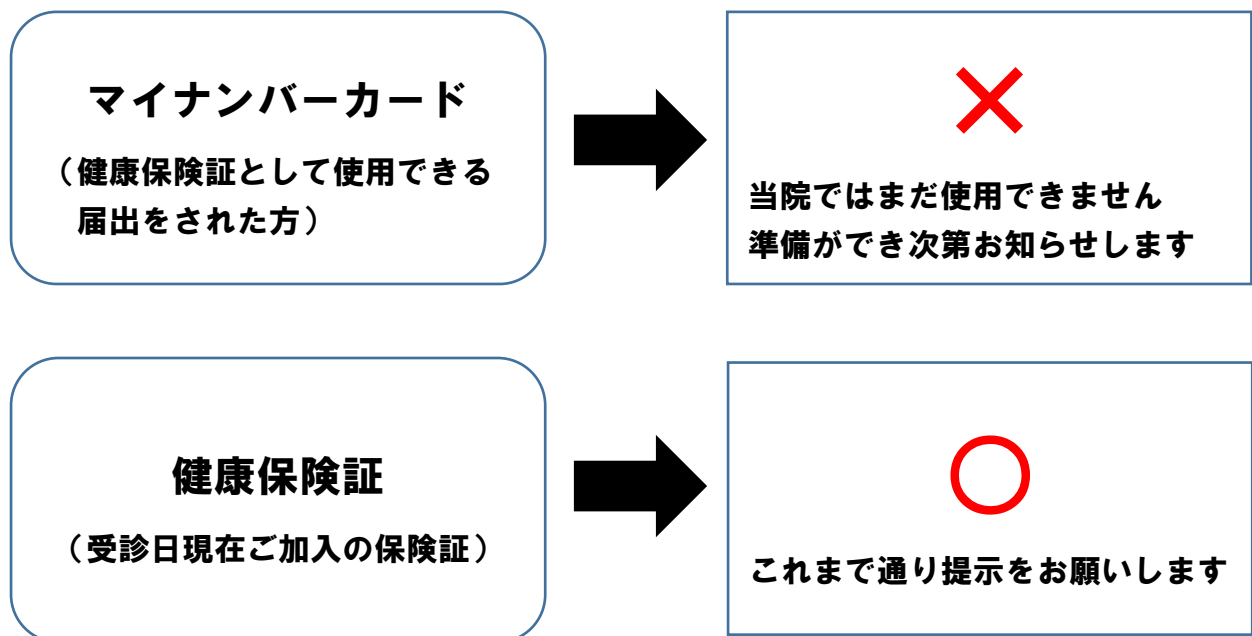 マイナンバーカード
（健康保険証として使用できる
届出をされた方）
×
当院ではまだ使用できません
準備ができ次第お知らせします
健康保険証
（受診日現在ご加入の保険証）
○
これまで通り提示をお願いします